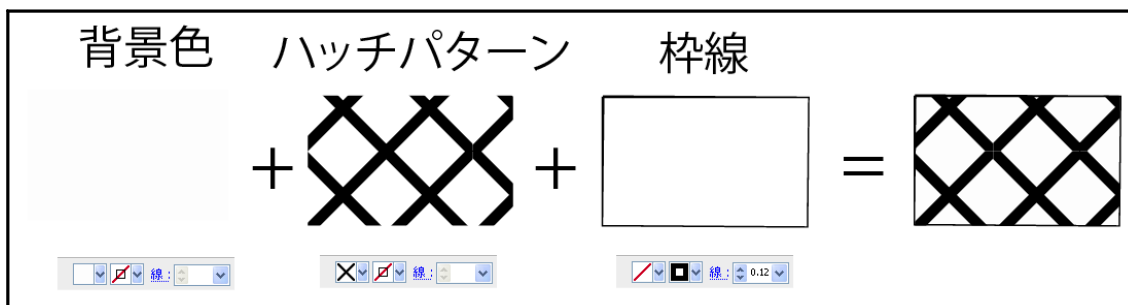 背景色 ハッチパターン 枠線
+ + =
線 : 線 : 線 : 0.12